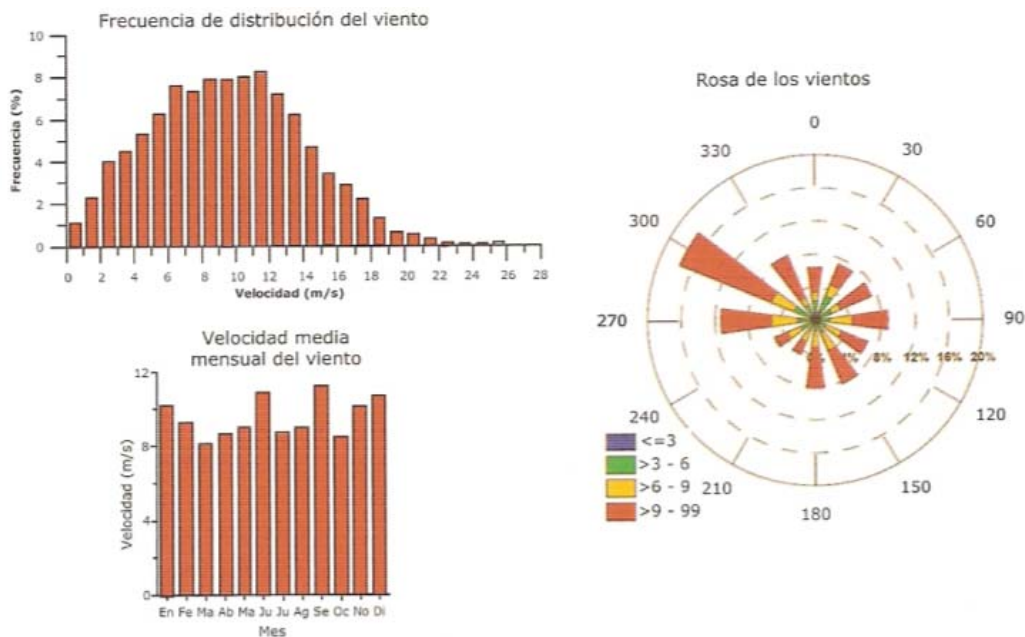 Frecuencia de distribución del viento
10
8
6
4
2
0
Frecuencia (%)
0 2 4 6 8 10 12 14 16 18 20 22 24 26 28
Velocidad (m/s)
Velocidad media
mensual del viento
12
8
4
0
Velocidad (m/s)
En Fe Ma Ab Ma Ju Ju Ag Se Oc No Di
Mes
Rosa de los vientos
0
30
60
90
120
150
180
210
240
270
300
330
8% 12% 16% 20%
<=3
>3 - 6
>6 - 9
>9 - 99